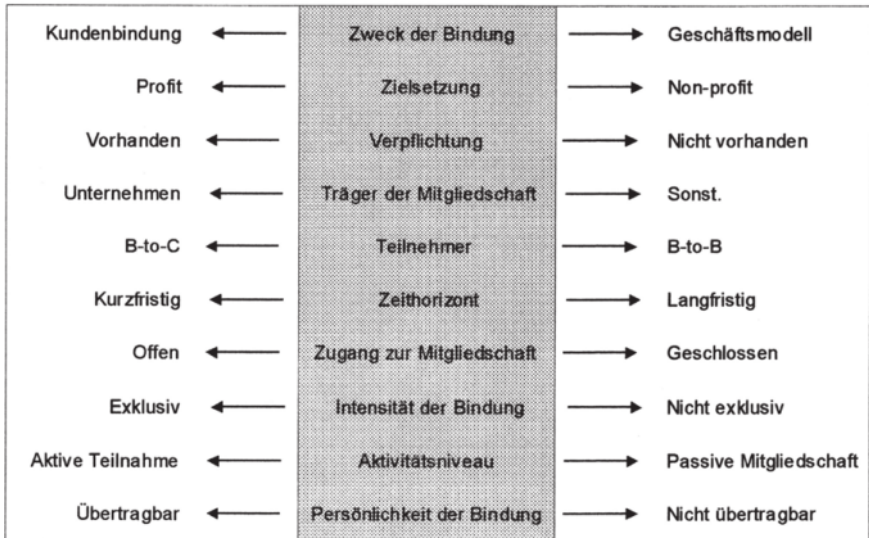 Kundenbindung Zweck der Bindung Geschäftsmodell
Profit Zielsetzung Non-profit
Vorhanden Verpflichtung Nicht vorhanden
Unternehmen Träger der Mitgliedschaft Sonst.
B-to-C Teilnehmer B-to-B
Kurzfristig Zeithorizont Langfristig
Offen Zugang zur Mitgliedschaft Geschlossen
Exklusiv Intensität der Bindung Nicht exklusiv
Aktive Teilnahme Aktivitätsniveau Passive Mitgliedschaft
Übertragbar Persönlichkeit der Bindung Nicht übertragbar